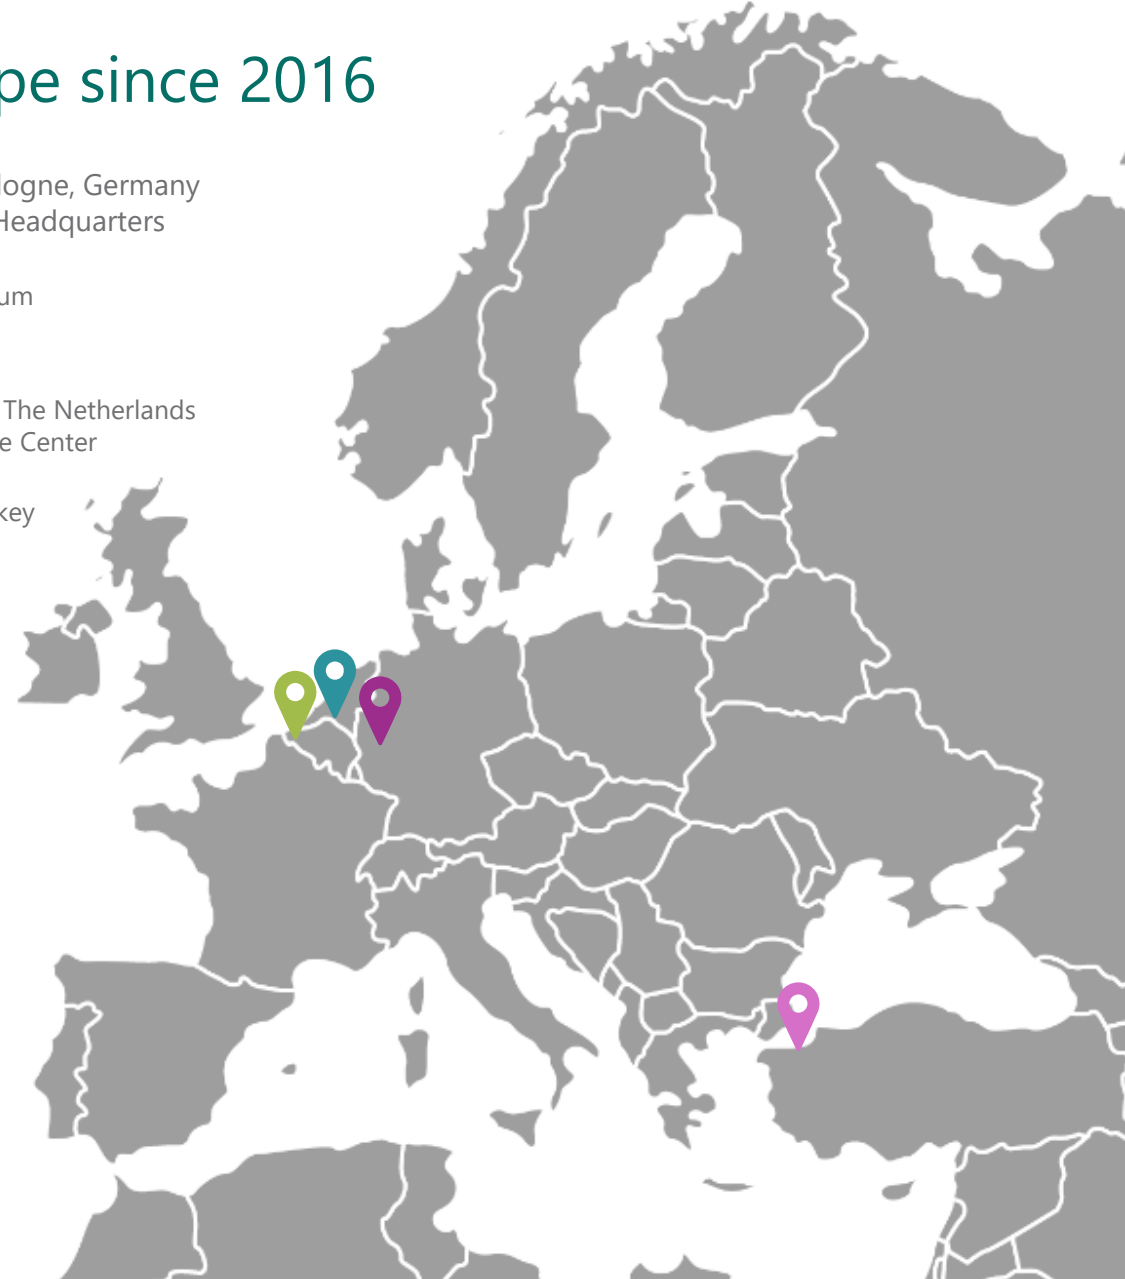 pe since 2016
logne, Germany
Headquarters
um
The Netherlands
e Center
key